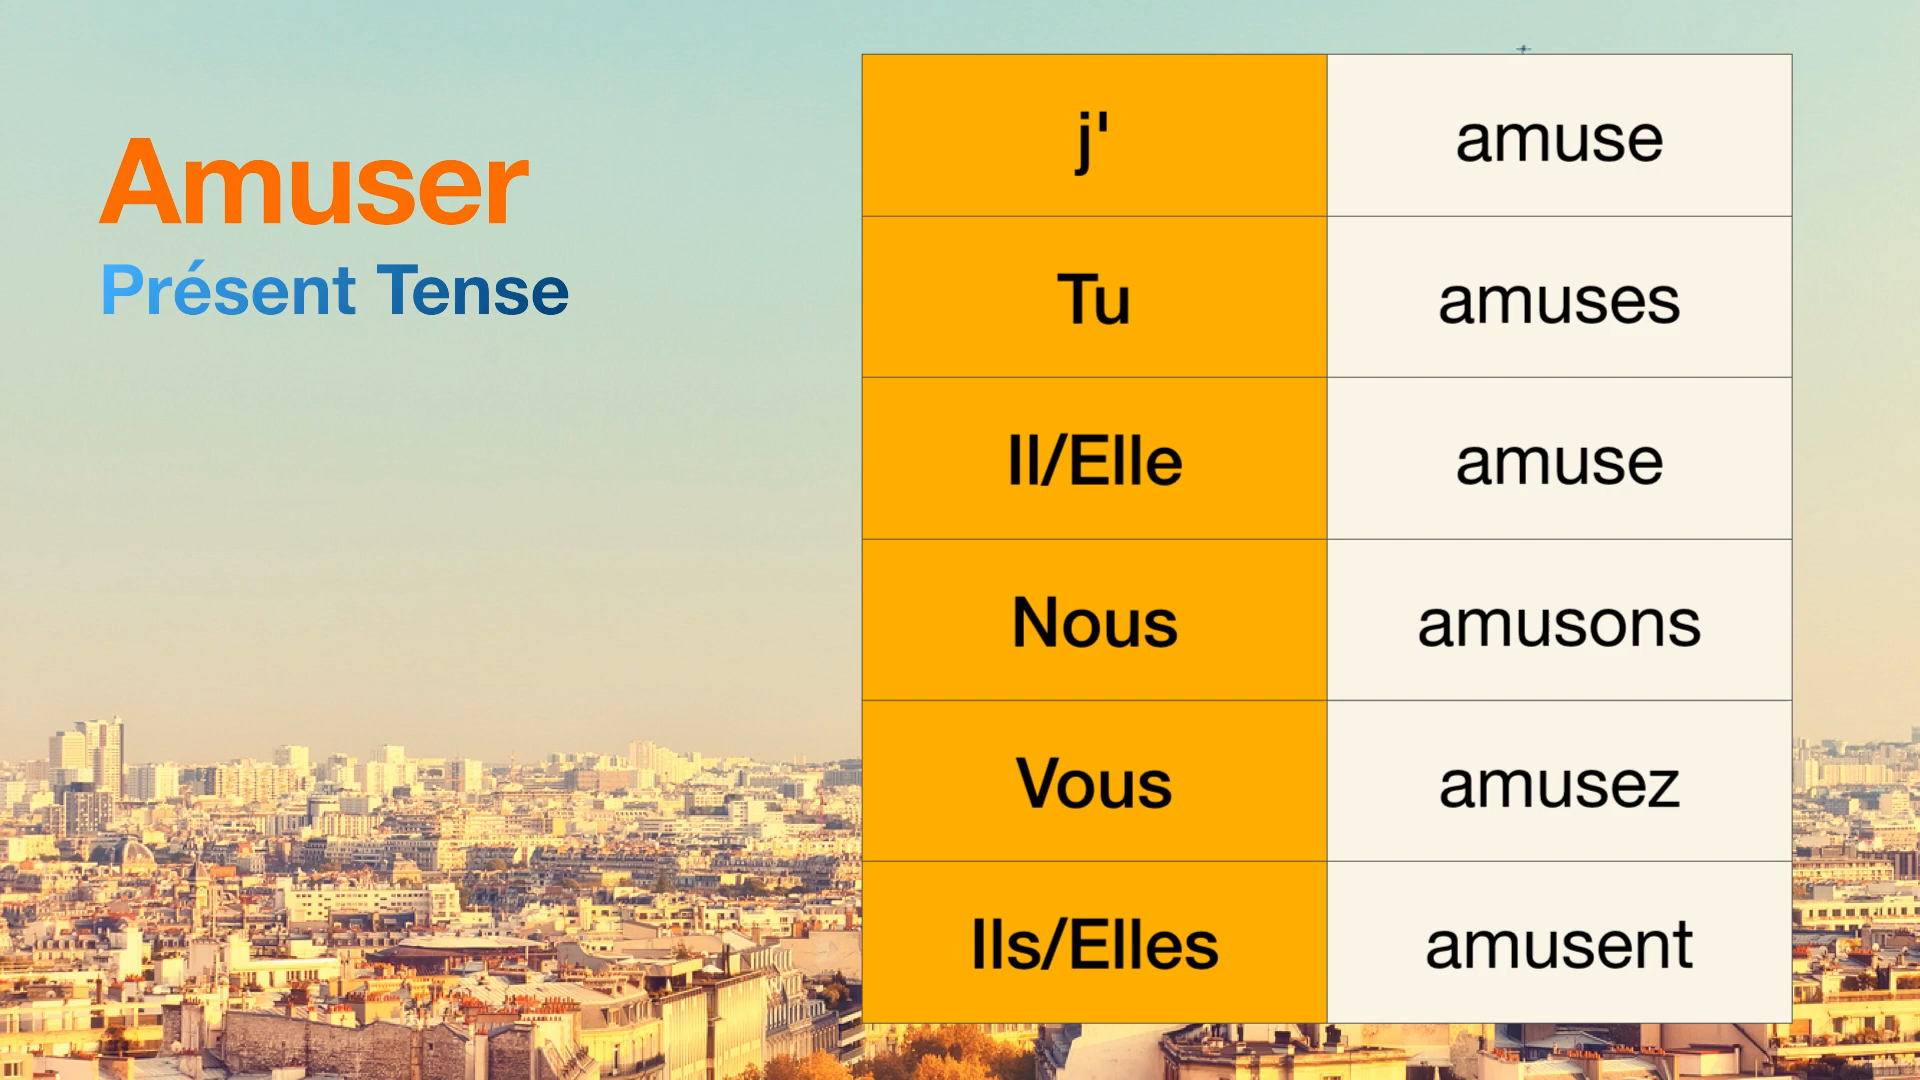 Amuser
Présent Tense
j' amuse
Tu amuses
Il/Elle amuse
Nous amusons
Vous amusez
Ils/Elles amusent